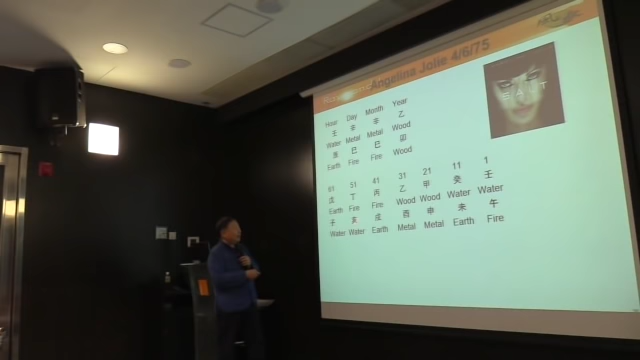 Angelina Jolie 4/6/75
Hour Day Month Year
壬 辛 辛 乙
Water Metal Metal Wood
辰 巳 巳 卯
Earth Fire Fire Wood
61 51 41 31 21 11 1
戊 丁 丙 乙 甲 癸 壬
Earth Fire Fire Wood Wood Water Water
子 亥 戌 酉 申 未 午
Water Water Earth Metal Metal Earth Fire